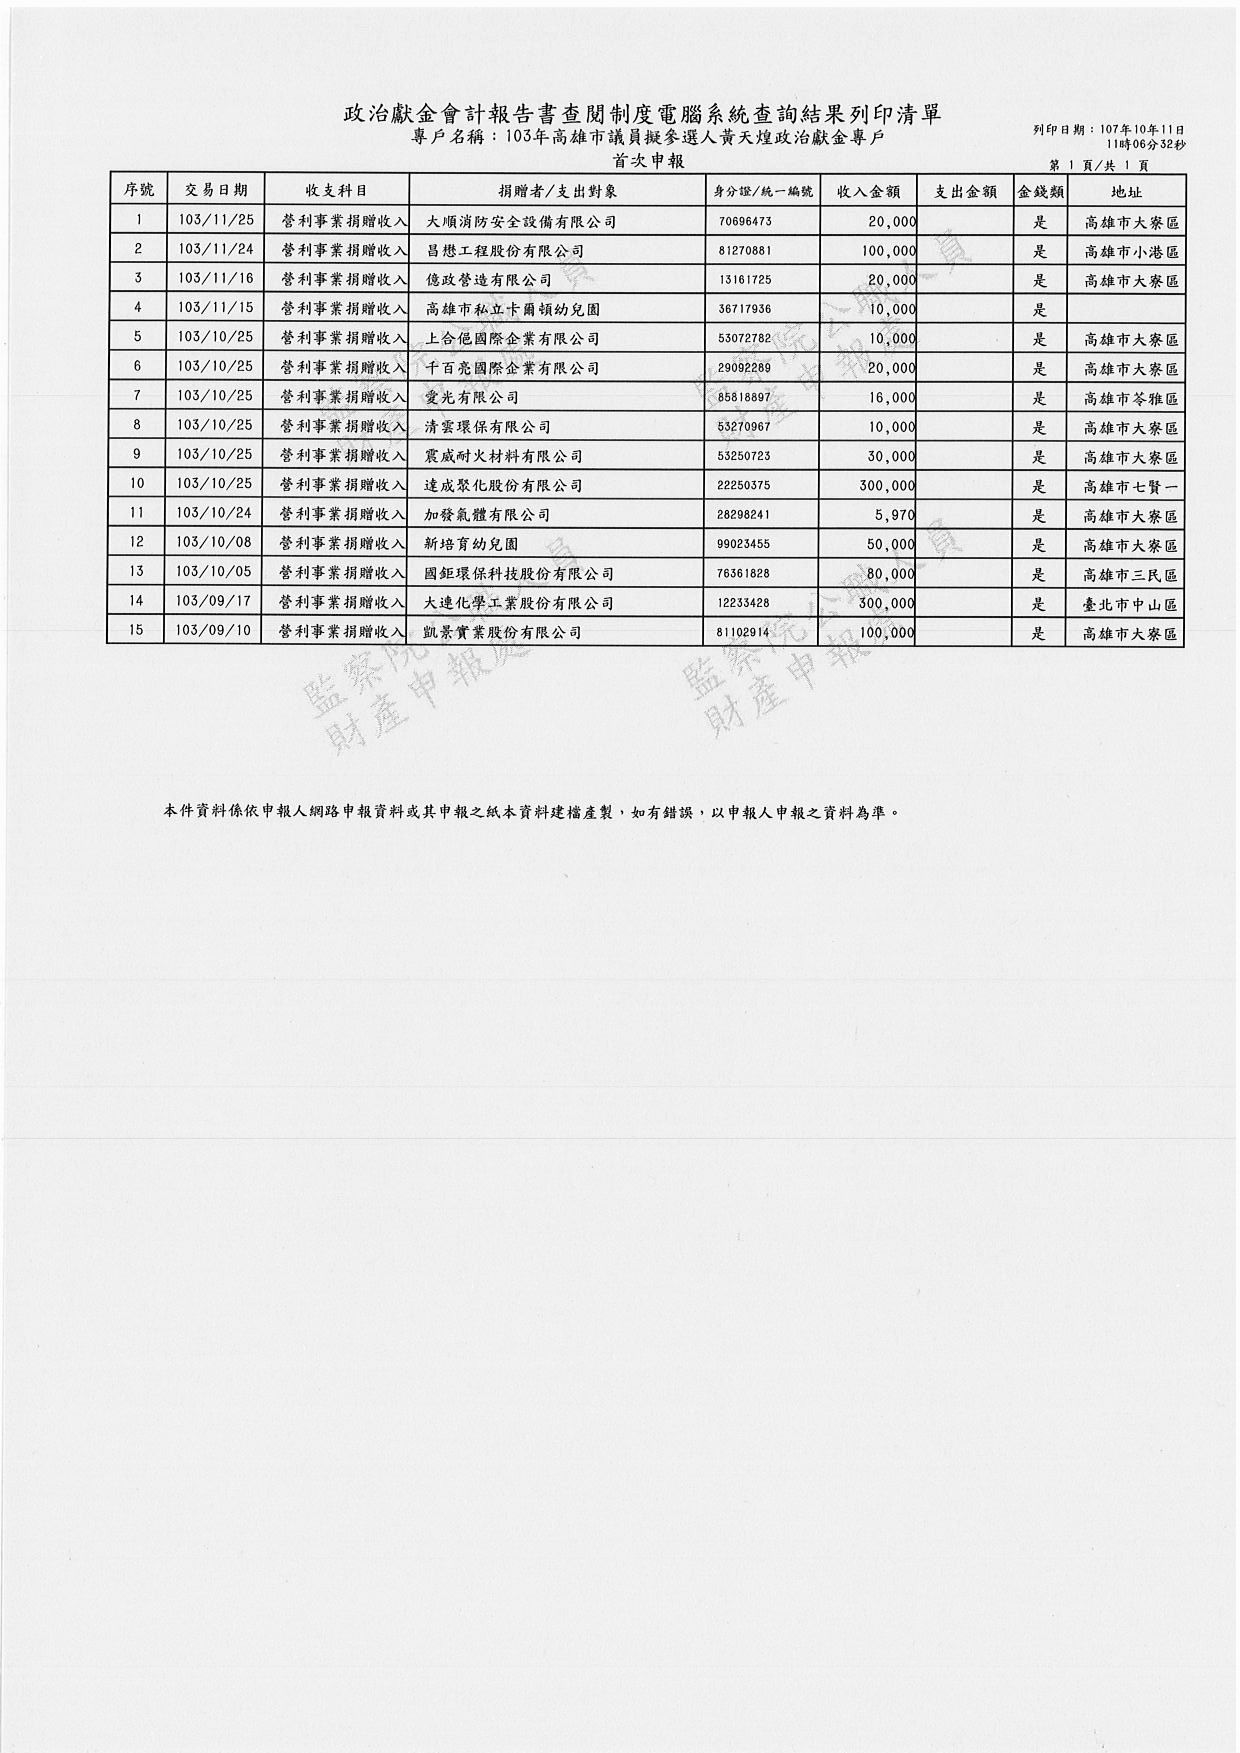 政治獻金會計報告書查閱制度電腦系統查詢結果列印清單
專戶名稱：103年高雄市議員擬參選人黃天煌政治獻金專戶
列印日期：107年10年11日
11時06分32秒
首次申報
第 1 頁/共 1 頁
序號 交易日期 收支科目 捐贈者/支出對象 身分證/統一編號 收入金額 支出金額 金錢類 地址
1 103/11/25 營利事業捐贈收入 大順消防安全設備有限公司 70696473 20,000 是 高雄市大寮區
2 103/11/24 營利事業捐贈收入 昌懋工程股份有限公司 81270881 100,000 是 高雄市小港區
3 103/11/16 營利事業捐贈收入 億政營造有限公司 13161725 20,000 是 高雄市大寮區
4 103/11/15 營利事業捐贈收入 高雄市私立卡爾頓幼兒園 36717936 10,000 是
5 103/10/25 營利事業捐贈收入 上合俋國際企業有限公司 53072782 10,000 是 高雄市大寮區
6 103/10/25 營利事業捐贈收入 千百亮國際企業有限公司 29092289 20,000 是 高雄市大寮區
7 103/10/25 營利事業捐贈收入 愛光有限公司 85818897 16,000 是 高雄市苓雅區
8 103/10/25 營利事業捐贈收入 清雲環保有限公司 53270967 10,000 是 高雄市大寮區
9 103/10/25 營利事業捐贈收入 震威耐火材料有限公司 53250723 30,000 是 高雄市大寮區
10 103/10/25 營利事業捐贈收入 達成聚化股份有限公司 22250375 300,000 是 高雄市七賢一
11 103/10/24 營利事業捐贈收入 加發氣體有限公司 28298241 5,970 是 高雄市大寮區
12 103/10/08 營利事業捐贈收入 新培育幼兒園 99023455 50,000 是 高雄市大寮區
13 103/10/05 營利事業捐贈收入 國鉅環保科技股份有限公司 76361828 80,000 是 高雄市三民區
14 103/09/17 營利事業捐贈收入 大連化學工業股份有限公司 12233428 300,000 是 臺北市中山區
15 103/09/10 營利事業捐贈收入 凱景實業股份有限公司 81102914 100,000 是 高雄市大寮區
監察院公職人員
財產申報處
監察院公職人員
財產申報處
監察院公職人員
財產申報處
監察院公職人員
財產申報處
本件資料係依申報人網路申報資料或其申報之紙本資料建檔產製，如有錯誤，以申報人申報之資料為準。